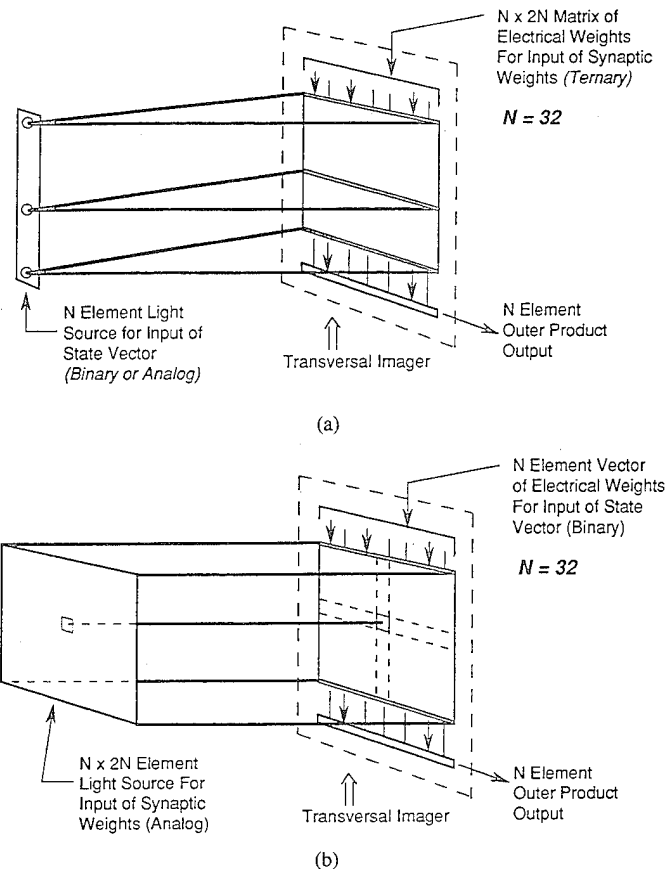 N x 2N Matrix of
Electrical Weights
For Input of Synaptic
Weights (Ternary)
N = 32
N Element Light
Source for Input of
State Vector
(Binary or Analog)
Transversal Imager
N Element
Outer Product
Output
(a)
N Element Vector
of Electrical Weights
For Input of State
Vector (Binary)
N = 32
N x 2N Element
Light Source For
Input of Synaptic
Weights (Analog)
Transversal Imager
N Element
Outer Product
Output
(b)